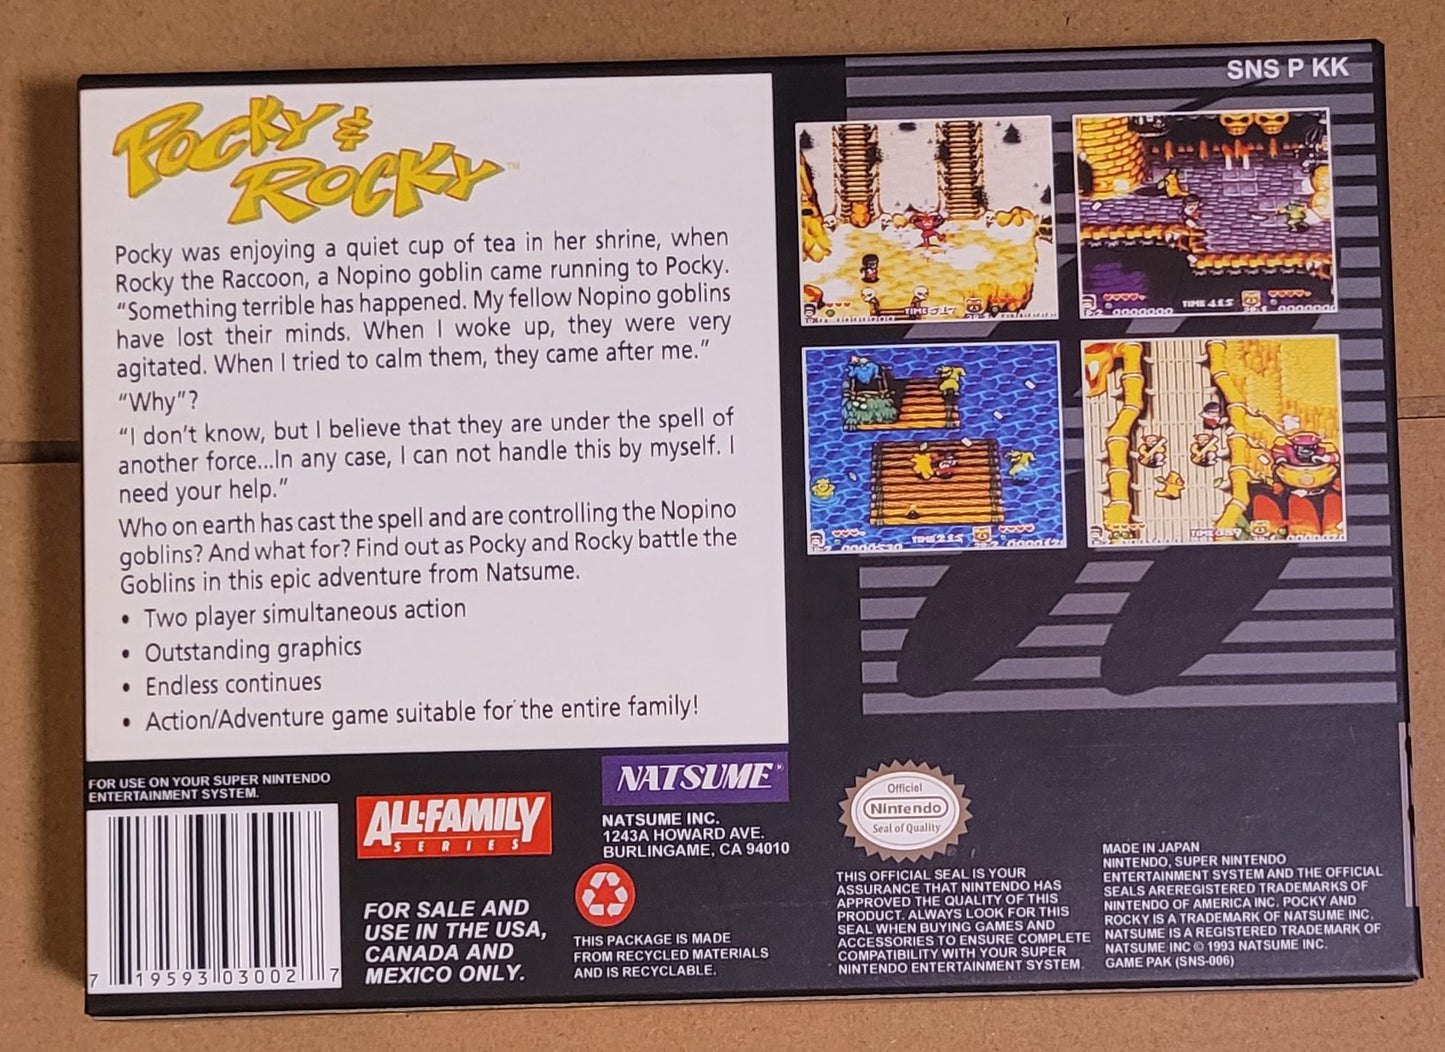 SNS P KK
POCKY &
ROCKY™
Pocky was enjoying a quiet cup of tea in her shrine, when
Rocky the Raccoon, a Nopino goblin came running to Pocky.
“Something terrible has happened. My fellow Nopino goblins
have lost their minds. When I woke up, they were very
agitated. When I tried to calm them, they came after me.”
“Why”?
“I don’t know, but I believe that they are under the spell of
another force...In any case, I can not handle this by myself. I
need your help.”
Who on earth has cast the spell and are controlling the Nopino
goblins? And what for? Find out as Pocky and Rocky battle the
Goblins in this epic adventure from Natsume.
• Two player simultaneous action
• Outstanding graphics
• Endless continues
• Action/Adventure game suitable for the entire family!
TIME 517
TIME 415
0000000
TIME 215
TIME
FOR USE ON YOUR SUPER NINTENDO
ENTERTAINMENT SYSTEM.
7 19593 03002 7
ALL-FAMILY
SERIES
FOR SALE AND
USE IN THE USA,
CANADA AND
MEXICO ONLY.
NATSUME®
NATSUME INC.
1243A HOWARD AVE.
BURLINGAME, CA 94010
THIS PACKAGE IS MADE
FROM RECYCLED MATERIALS
AND IS RECYCLABLE.
Official
Nintendo
Seal of Quality
THIS OFFICIAL SEAL IS YOUR
ASSURANCE THAT NINTENDO HAS
APPROVED THE QUALITY OF THIS
PRODUCT. ALWAYS LOOK FOR THIS
SEAL WHEN BUYING GAMES AND
ACCESSORIES TO ENSURE COMPLETE
COMPATIBILITY WITH YOUR SUPER
NINTENDO ENTERTAINMENT SYSTEM.
MADE IN JAPAN
NINTENDO, SUPER NINTENDO
ENTERTAINMENT SYSTEM AND THE OFFICIAL
SEALS AREREGISTERED TRADEMARKS OF
NINTENDO OF AMERICA INC. POCKY AND
ROCKY IS A TRADEMARK OF NATSUME INC.
NATSUME IS A REGISTERED TRADEMARK OF
NATSUME INC © 1993 NATSUME INC.
GAME PAK (SNS-006)